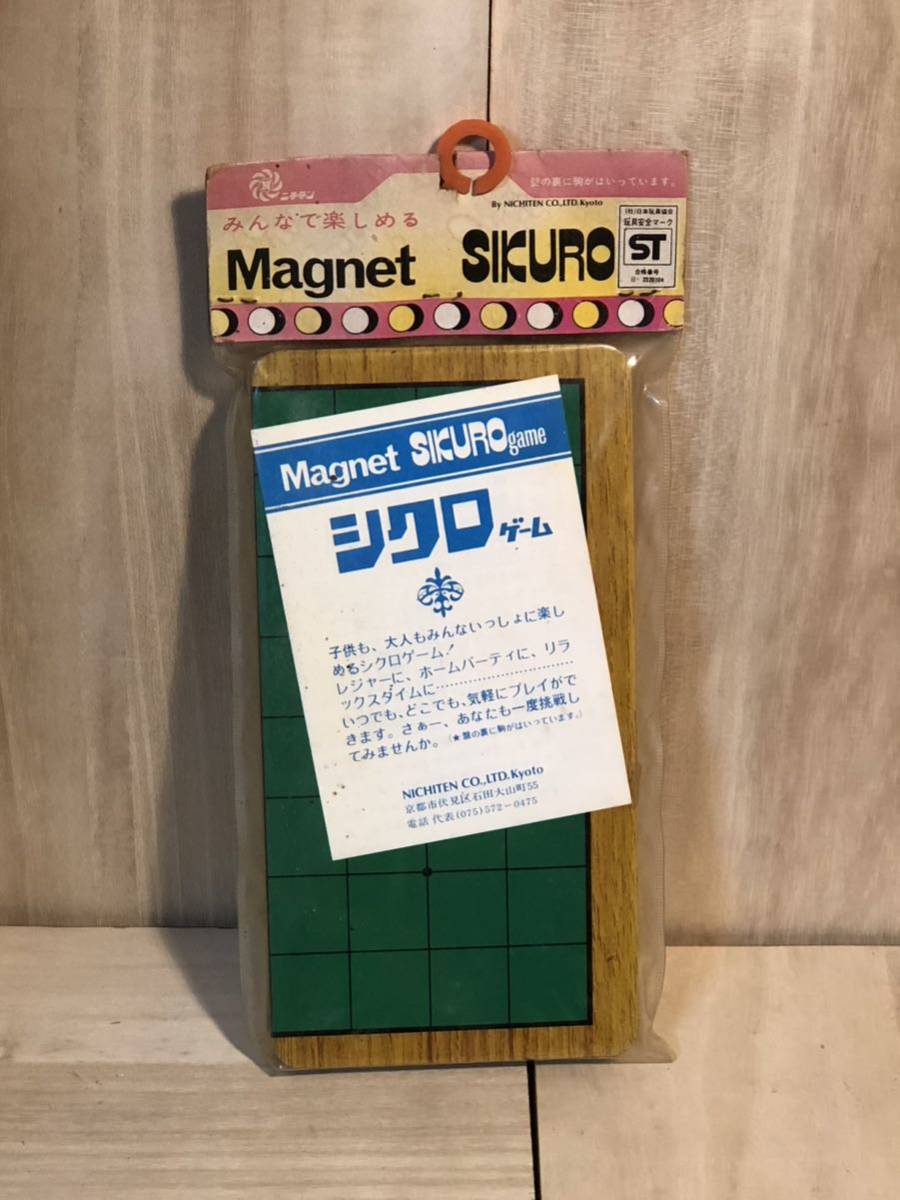 ニチテン
盤の裏に駒がはいっています。
By NICHITEN CO.,LTD.Kyoto
みんなで楽しめる
Magnet SIKURO
(社)日本玩具協会
玩具安全マーク
ST
合格番号
Magnet SIKURO game
シクロ ゲーム
子供も、大人もみんないっしょに楽し
めるシクロゲーム!
レジャーに、ホームパーティに、リラ
ックスタイムに…………………………
いつでも、どこでも、気軽にプレイがで
きます。さぁー、あなたも一度挑戦し
てみませんか。(★盤の裏に駒がはいっています。)
NICHITEN CO.,LTD.Kyoto
京都市伏見区石田大山町55
電話 代表(075)572-0475